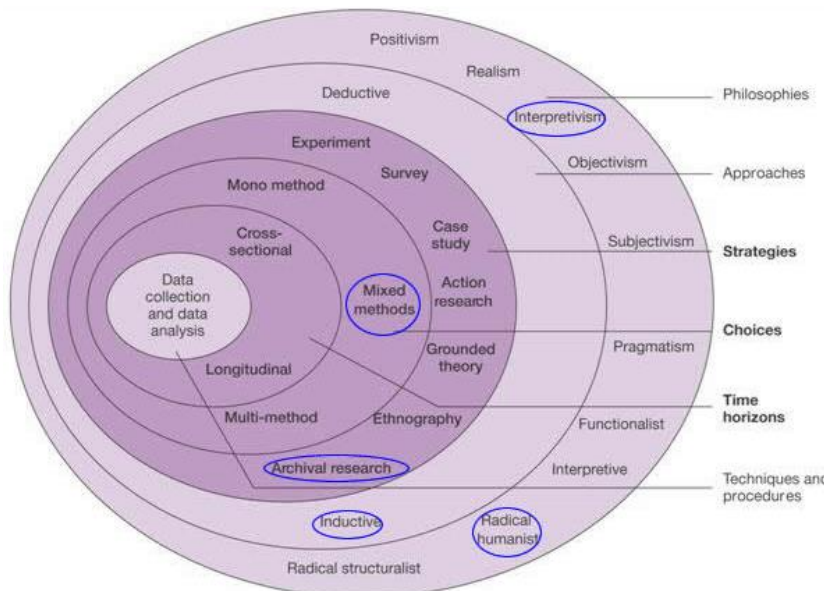 Positivism
Realism
Philosophies
Deductive
Interpretivism
Experiment
Objectivism
Approaches
Survey
Mono method
Case
study
Subjectivism
Strategies
Cross-
sectional
Data
collection
and data
analysis
Mixed
methods
Action
research
Choices
Grounded
theory
Pragmatism
Longitudinal
Time
horizons
Multi-method
Ethnography
Functionalist
Archival research
Interpretive
Techniques and
procedures
Inductive
Radical
humanist
Radical structuralist